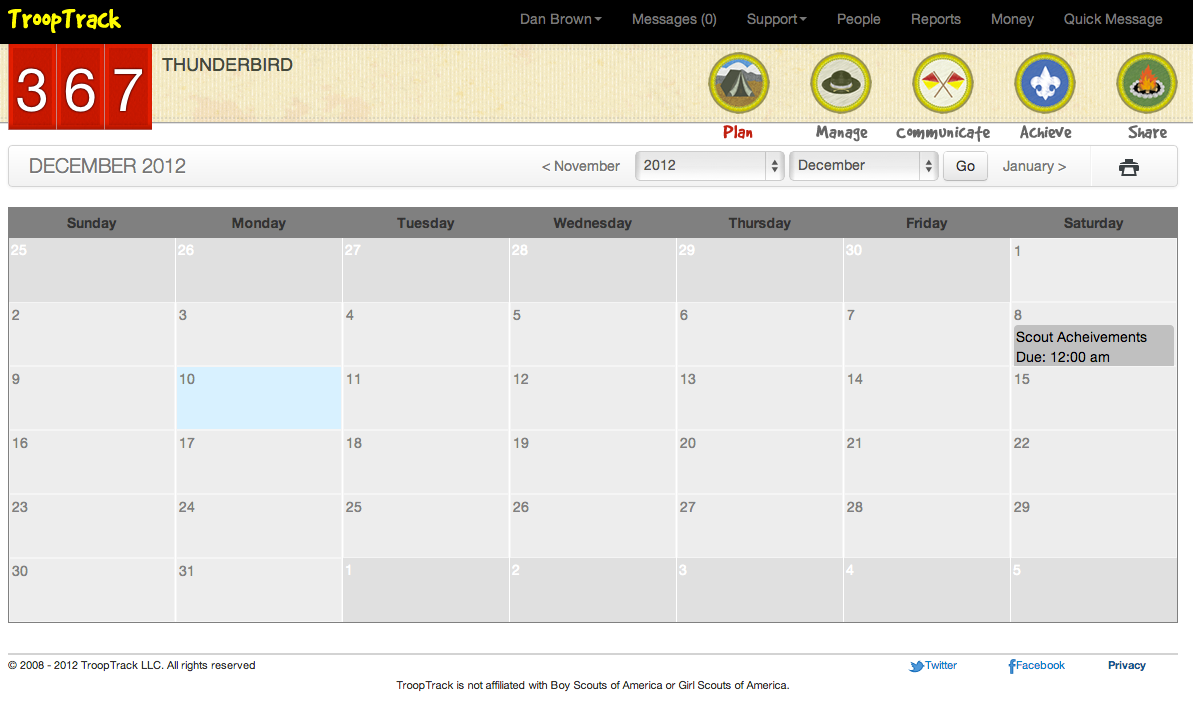 TroopTrack Dan Brown Messages (0) Support People Reports Money Quick Message
367 THUNDERBIRD
Plan Manage Communicate Achieve Share
DECEMBER 2012 < November 2012 December Go January >
Sunday Monday Tuesday Wednesday Thursday Friday Saturday
25 26 27 28 29 30 1
2 3 4 5 6 7 8
Scout Acheivements
Due: 12:00 am
9 10 11 12 13 14 15
16 17 18 19 20 21 22
23 24 25 26 27 28 29
30 31 1 2 3 4 5
© 2008 - 2012 TroopTrack LLC. All rights reserved Twitter Facebook Privacy
TroopTrack is not affiliated with Boy Scouts of America or Girl Scouts of America.